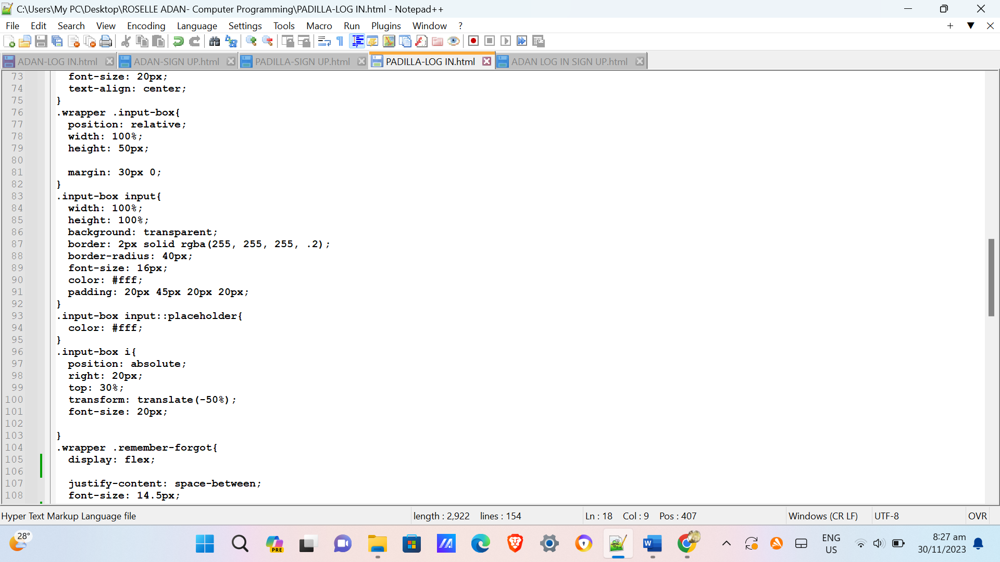 C:\Users\My PC\Desktop\ROSELLE ADAN- Computer Programming\PADILLA-LOG IN.html - Notepad++
File Edit Search View Encoding Language Settings Tools Macro Run Plugins Window ?
ADAN-LOG IN.html ADAN-SIGN UP.html PADILLA-SIGN UP.html PADILLA-LOG IN.html ADAN LOG IN SIGN UP.html
73 font-size: 20px;
74 text-align: center;
75 }
76 .wrapper .input-box{
77 position: relative;
78 width: 100%;
79 height: 50px;
80
81 margin: 30px 0;
82 }
83 .input-box input{
84 width: 100%;
85 height: 100%;
86 background: transparent;
87 border: 2px solid rgba(255, 255, 255, .2);
88 border-radius: 40px;
89 font-size: 16px;
90 color: #fff;
91 padding: 20px 45px 20px 20px;
92 }
93 .input-box input::placeholder{
94 color: #fff;
95 }
96 .input-box i{
97 position: absolute;
98 right: 20px;
99 top: 30%;
100 transform: translate(-50%);
101 font-size: 20px;
102
103 }
104 .wrapper .remember-forgot{
105 display: flex;
106
107 justify-content: space-between;
108 font-size: 14.5px;
Hyper Text Markup Language file length : 2,922 lines : 154 Ln : 18 Col : 9 Pos : 407 Windows (CR LF) UTF-8 OVR
28° PRE W ENG US 8:27 am 30/11/2023